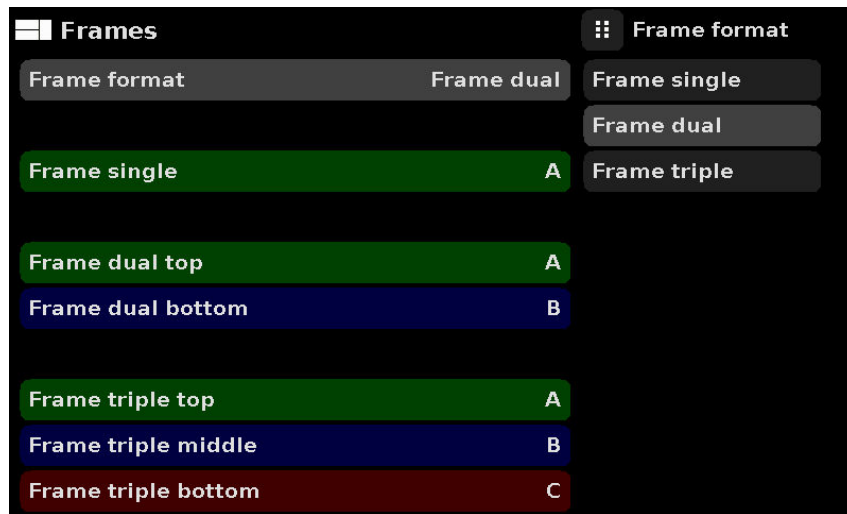 Frames
Frame format Frame dual
Frame single A
Frame dual top A
Frame dual bottom B
Frame triple top A
Frame triple middle B
Frame triple bottom C
Frame format
Frame single
Frame dual
Frame triple